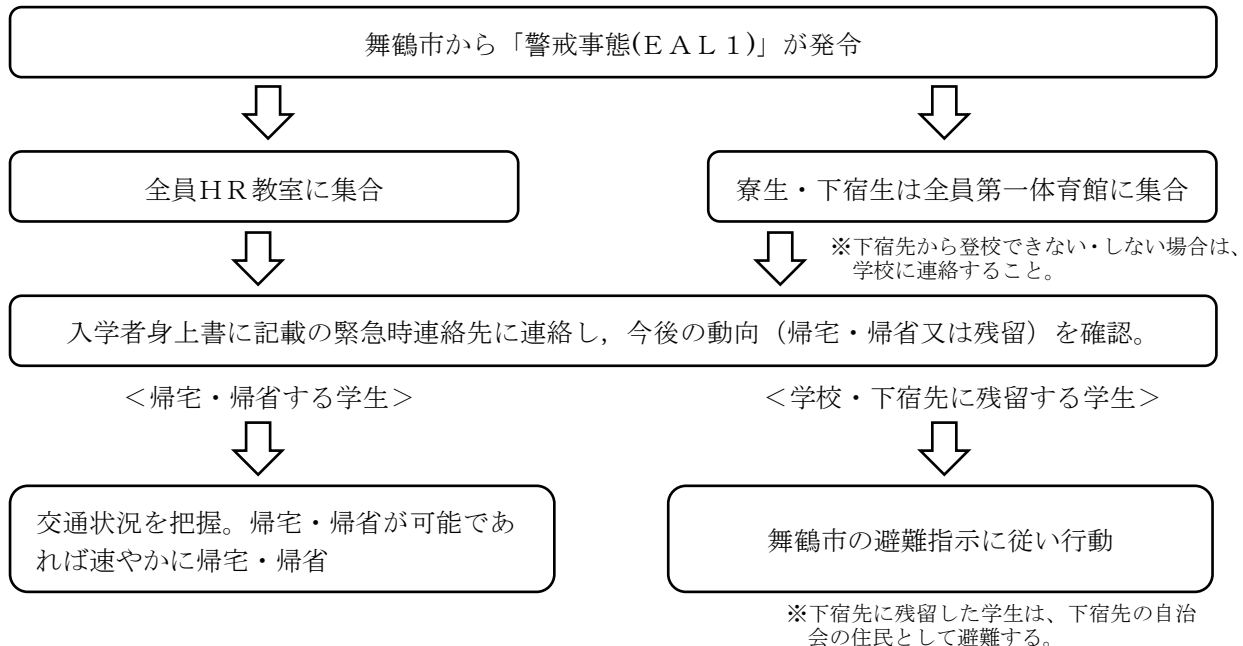 舞鶴市から「警戒事態(ＥＡＬ１)」が発令
全員ＨＲ教室に集合
寮生・下宿生は全員第一体育館に集合
※下宿先から登校できない・しない場合は、
学校に連絡すること。
入学者身上書に記載の緊急時連絡先に連絡し，今後の動向（帰宅・帰省又は残留）を確認。
＜帰宅・帰省する学生＞
＜学校・下宿先に残留する学生＞
交通状況を把握。帰宅・帰省が可能であ
れば速やかに帰宅・帰省
舞鶴市の避難指示に従い行動
※下宿先に残留した学生は、下宿先の自治
会の住民として避難する。